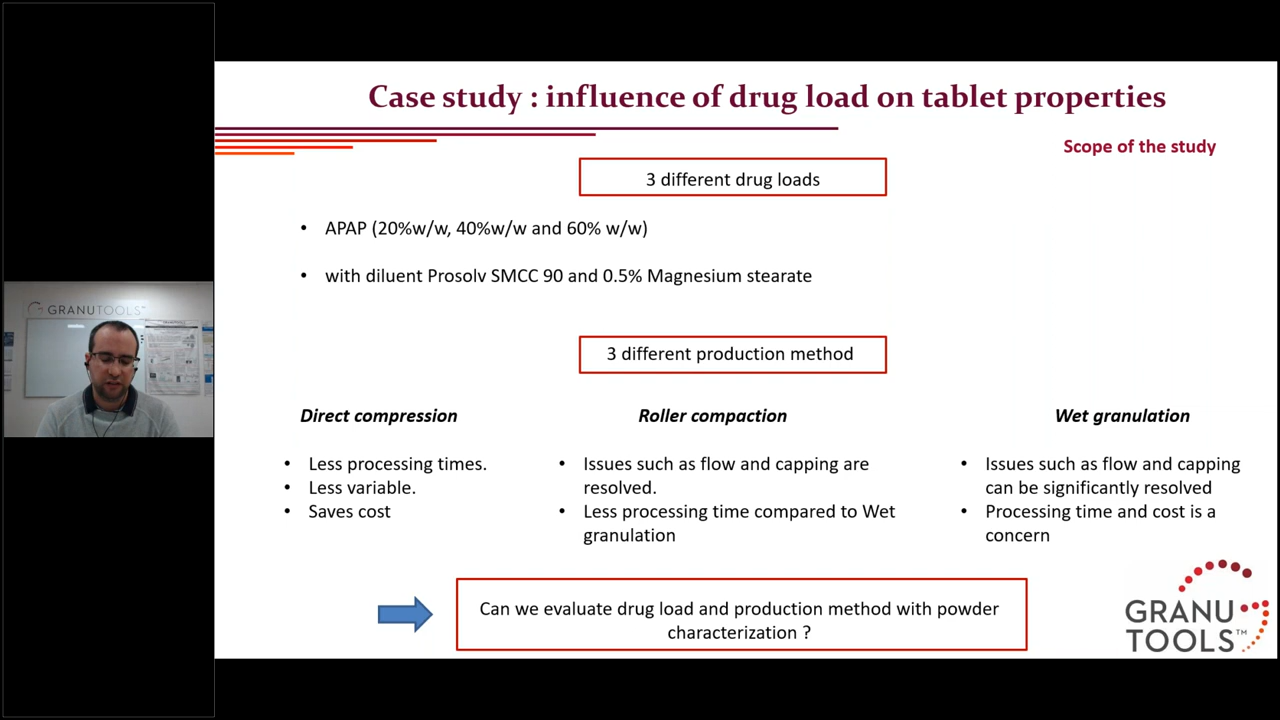 Case study : influence of drug load on tablet properties
Scope of the study
3 different drug loads
• APAP (20%w/w, 40%w/w and 60% w/w)
• with diluent Prosolv SMCC 90 and 0.5% Magnesium stearate
3 different production method
Direct compression
• Less processing times.
• Less variable.
• Saves cost
Roller compaction
• Issues such as flow and capping are
resolved.
• Less processing time compared to Wet
granulation
Wet granulation
• Issues such as flow and capping
can be significantly resolved
• Processing time and cost is a
concern
Can we evaluate drug load and production method with powder
characterization ?
GRANU
TOOLS™
GRANUTOOLS™